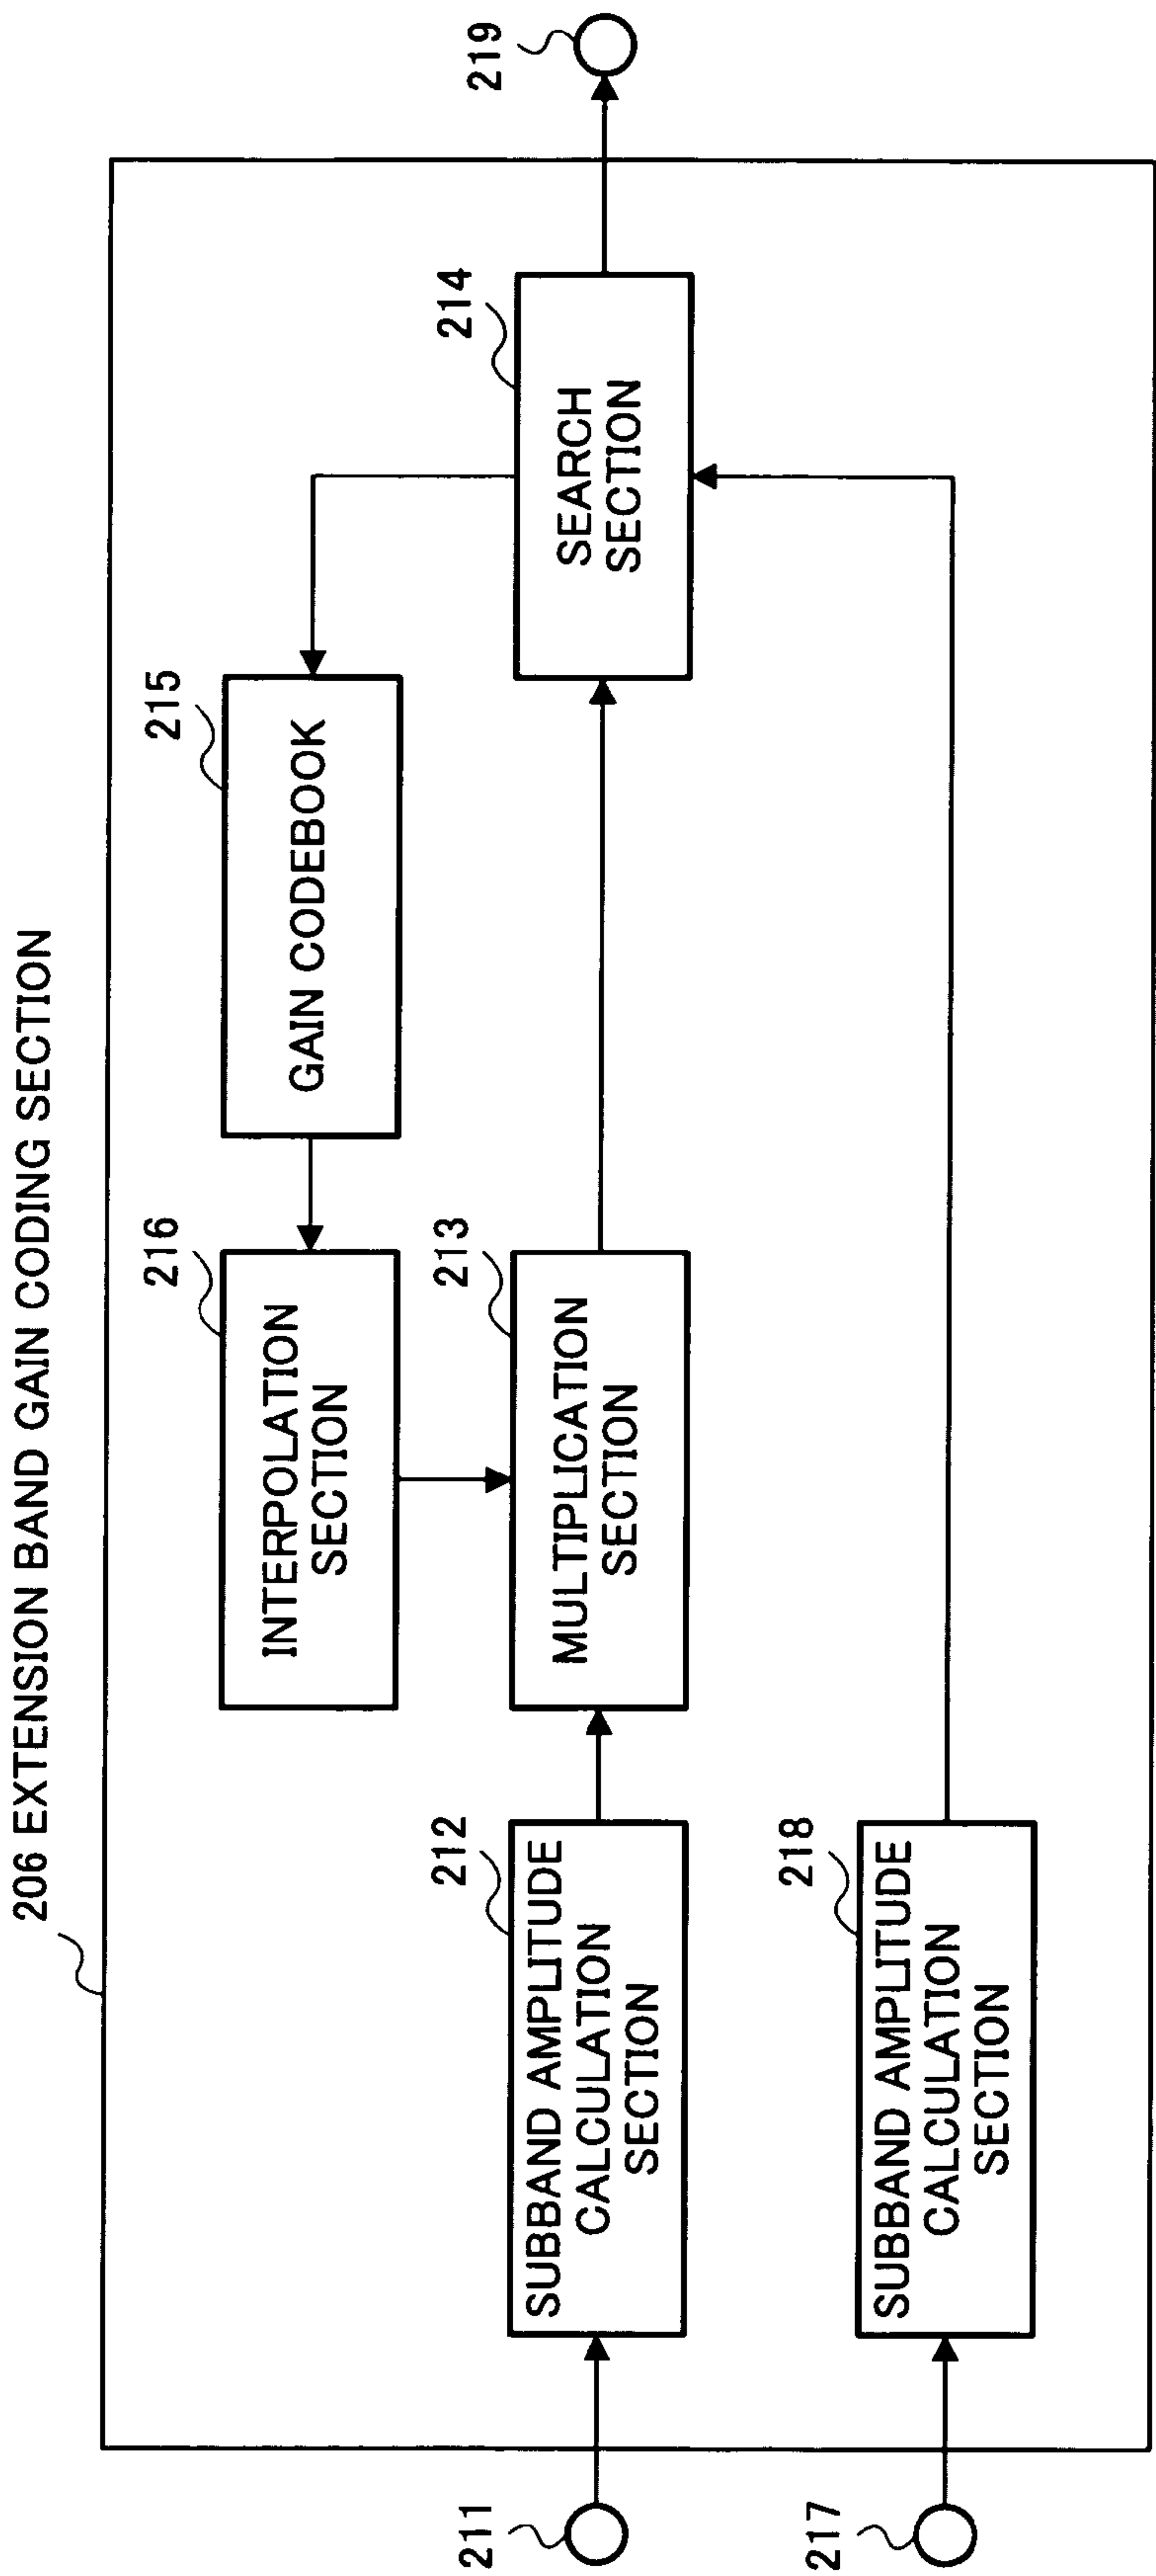 206 EXTENSION BAND GAIN CODING SECTION
216
INTERPOLATION
SECTION
215
GAIN CODEBOOK
211
212
SUBBAND AMPLITUDE
CALCULATION
SECTION
213
MULTIPLICATION
SECTION
214
SEARCH
SECTION
219
217
218
SUBBAND AMPLITUDE
CALCULATION
SECTION